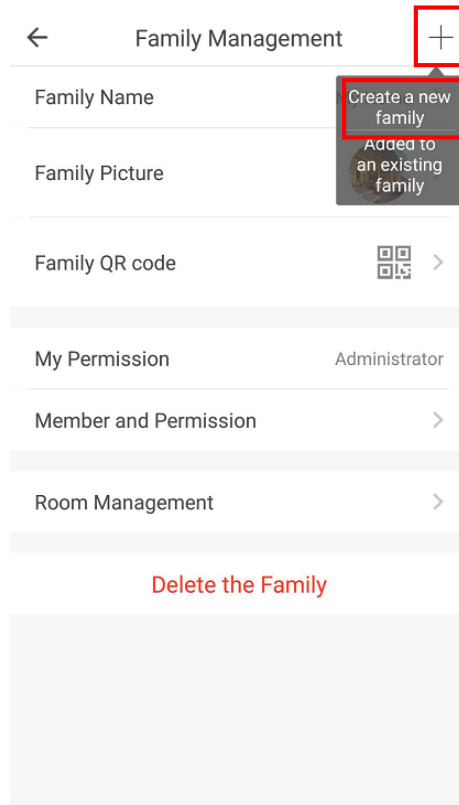 Family Management
Family Name
Create a new
family
Added to
an existing
family
Family Picture
Family QR code
My Permission
Administrator
Member and Permission
Room Management
Delete the Family